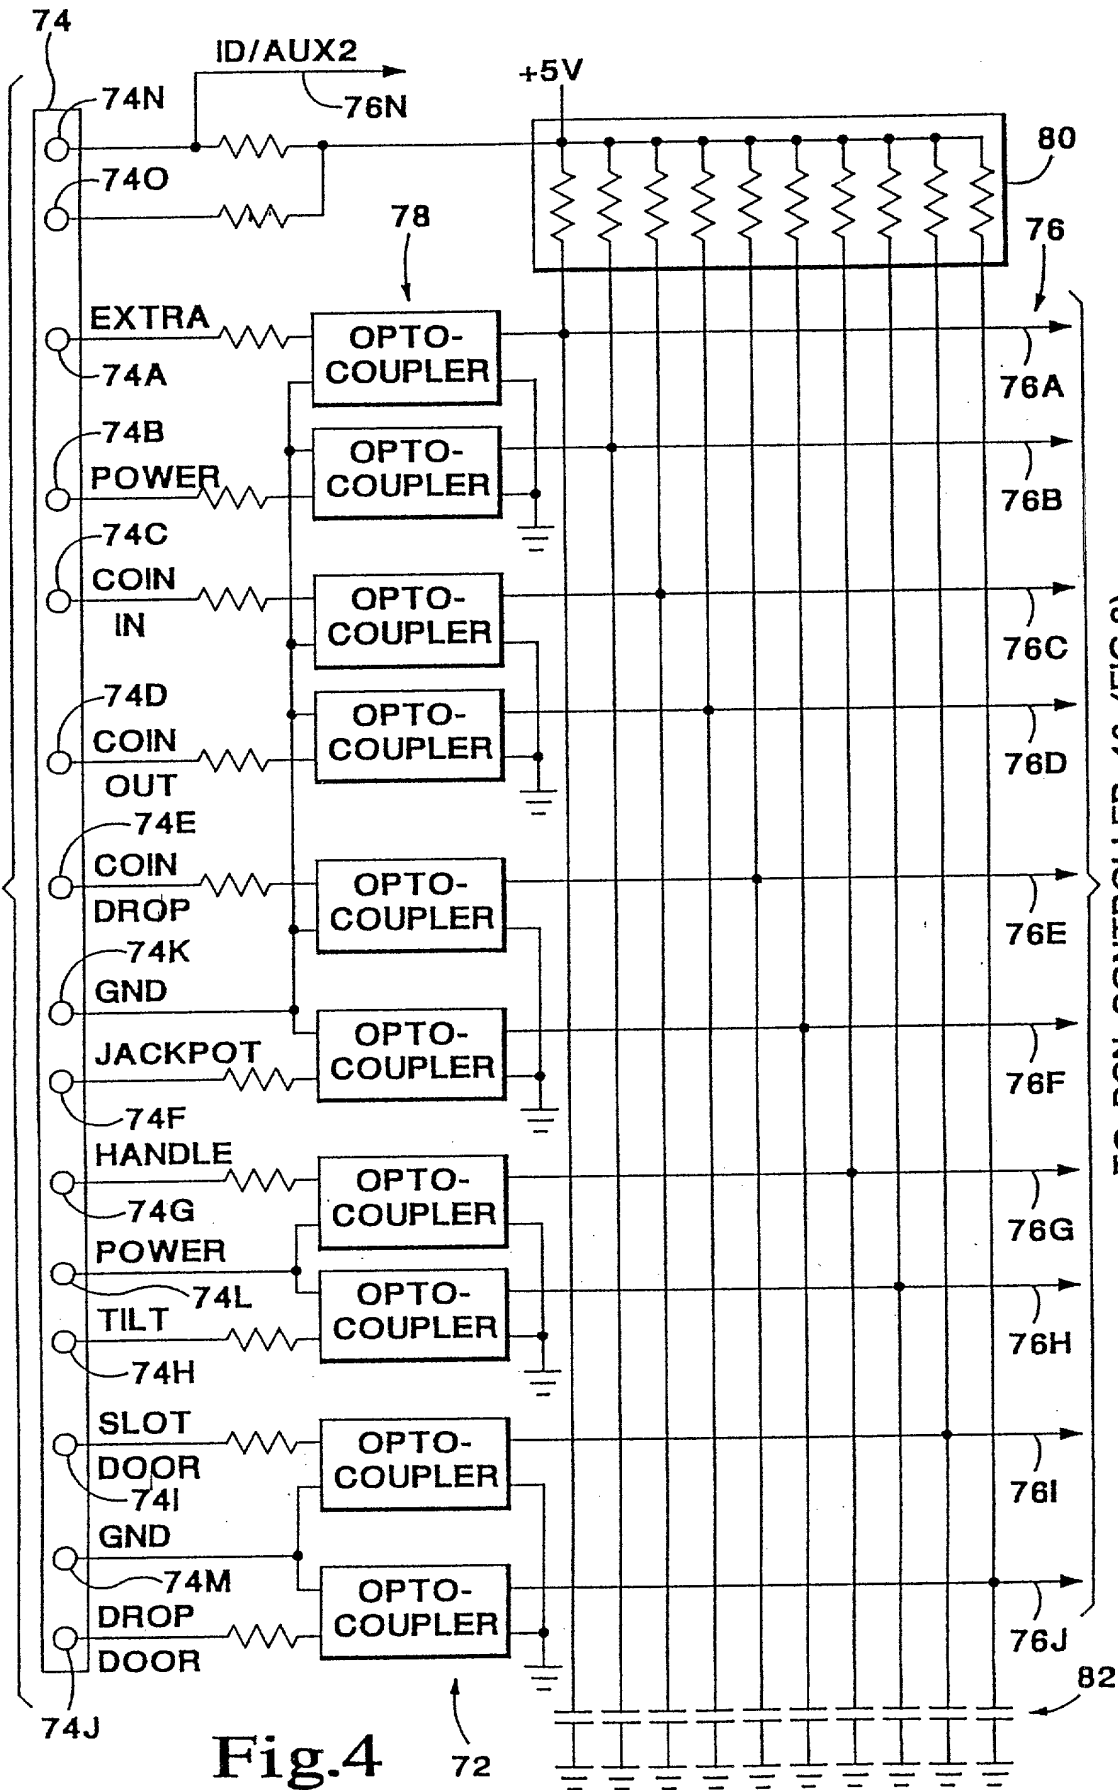 74
ID/AUX2
+5V
74N
76N
80
74O
78
76
EXTRA
OPTO-
COUPLER
74A
76A
74B
OPTO-
COUPLER
POWER
76B
74C
COIN
IN
OPTO-
COUPLER
76C
74D
COIN
OUT
OPTO-
COUPLER
76D
74E
COIN
DROP
OPTO-
COUPLER
76E
74K
GND
OPTO-
COUPLER
JACKPOT
76F
74F
HANDLE
OPTO-
COUPLER
74G
76G
POWER
74L
OPTO-
COUPLER
TILT
76H
74H
SLOT
DOOR
OPTO-
COUPLER
74I
76I
GND
74M
OPTO-
COUPLER
DROP
DOOR
76J
82
74J
Fig.4
72